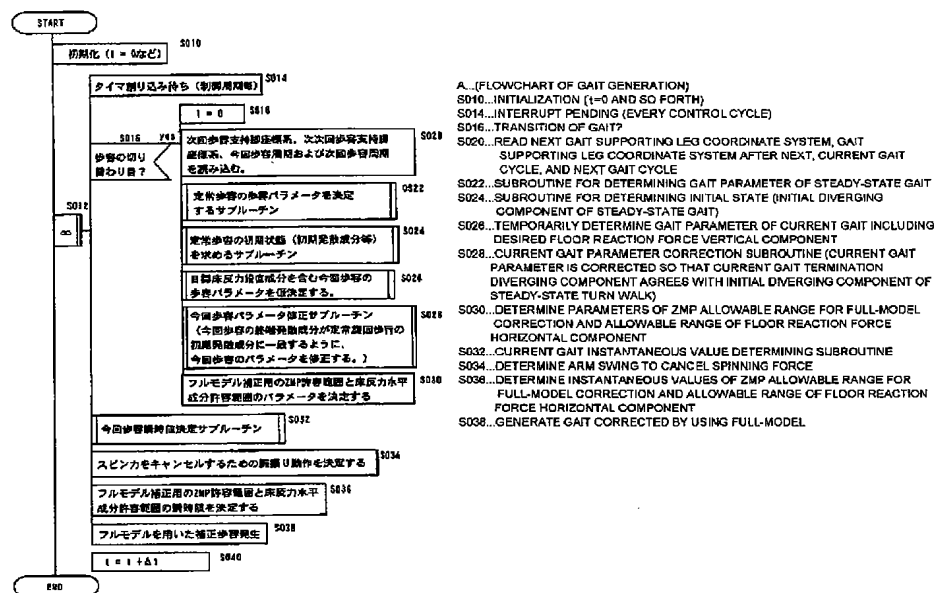 START
S010
初期化 (t = 0など)
S014
タイマ割り込み待ち (制御周期毎)
t = 0
S018
S016
yes
歩容の切り
替わり目？
S020
次回歩容支持脚座標系、次次回歩容支持脚
座標系、今回歩容周期および次回歩容周期
を読み込む。
S012
∞
S022
定常歩容の歩容パラメータを決定
するサブルーチン
S024
定常歩容の初期状態 (初期発散成分等)
を求めるサブルーチン
S026
目標床反力鉛直成分を含む今回歩容の
歩容パラメータを仮決定する。
S028
今回歩容パラメータ修正サブルーチン
(今回歩容の終端発散成分が定常旋回歩行の
初期発散成分に一致するように、
今回歩容のパラメータを修正する。)
S030
フルモデル補正用のZMP許容範囲と床反力水平
成分許容範囲のパラメータを決定する
S032
今回歩容瞬時値決定サブルーチン
S034
スピン力をキャンセルするための腕振り動作を決定する
S036
フルモデル補正用のZMP許容範囲と床反力水平
成分許容範囲の瞬時値を決定する
S038
フルモデルを用いた補正歩容発生
t = t +Δt
S040
END
A...(FLOWCHART OF GAIT GENERATION)
S010...INITIALIZATION (t=0 AND SO FORTH)
S014...INTERRUPT PENDING (EVERY CONTROL CYCLE)
S016...TRANSITION OF GAIT?
S020...READ NEXT GAIT SUPPORTING LEG COORDINATE SYSTEM, GAIT
SUPPORTING LEG COORDINATE SYSTEM AFTER NEXT, CURRENT GAIT
CYCLE, AND NEXT GAIT CYCLE
S022...SUBROUTINE FOR DETERMINING GAIT PARAMETER OF STEADY-STATE GAIT
S024...SUBROUTINE FOR DETERMINING INITIAL STATE (INITIAL DIVERGING
COMPONENT OF STEADY-STATE GAIT)
S026...TEMPORARILY DETERMINE GAIT PARAMETER OF CURRENT GAIT INCLUDING
DESIRED FLOOR REACTION FORCE VERTICAL COMPONENT
S028...CURRENT GAIT PARAMETER CORRECTION SUBROUTINE (CURRENT GAIT
PARAMETER IS CORRECTED SO THAT CURRENT GAIT TERMINATION
DIVERGING COMPONENT AGREES WITH INITIAL DIVERGING COMPONENT OF
STEADY-STATE TURN WALK)
S030...DETERMINE PARAMETERS OF ZMP ALLOWABLE RANGE FOR FULL-MODEL
CORRECTION AND ALLOWABLE RANGE OF FLOOR REACTION FORCE
HORIZONTAL COMPONENT
S032...CURRENT GAIT INSTANTANEOUS VALUE DETERMINING SUBROUTINE
S034...DETERMINE ARM SWING TO CANCEL SPINNING FORCE
S036...DETERMINE INSTANTANEOUS VALUES OF ZMP ALLOWABLE RANGE FOR
FULL-MODEL CORRECTION AND ALLOWABLE RANGE OF FLOOR REACTION
FORCE HORIZONTAL COMPONENT
S038...GENERATE GAIT CORRECTED BY USING FULL-MODEL